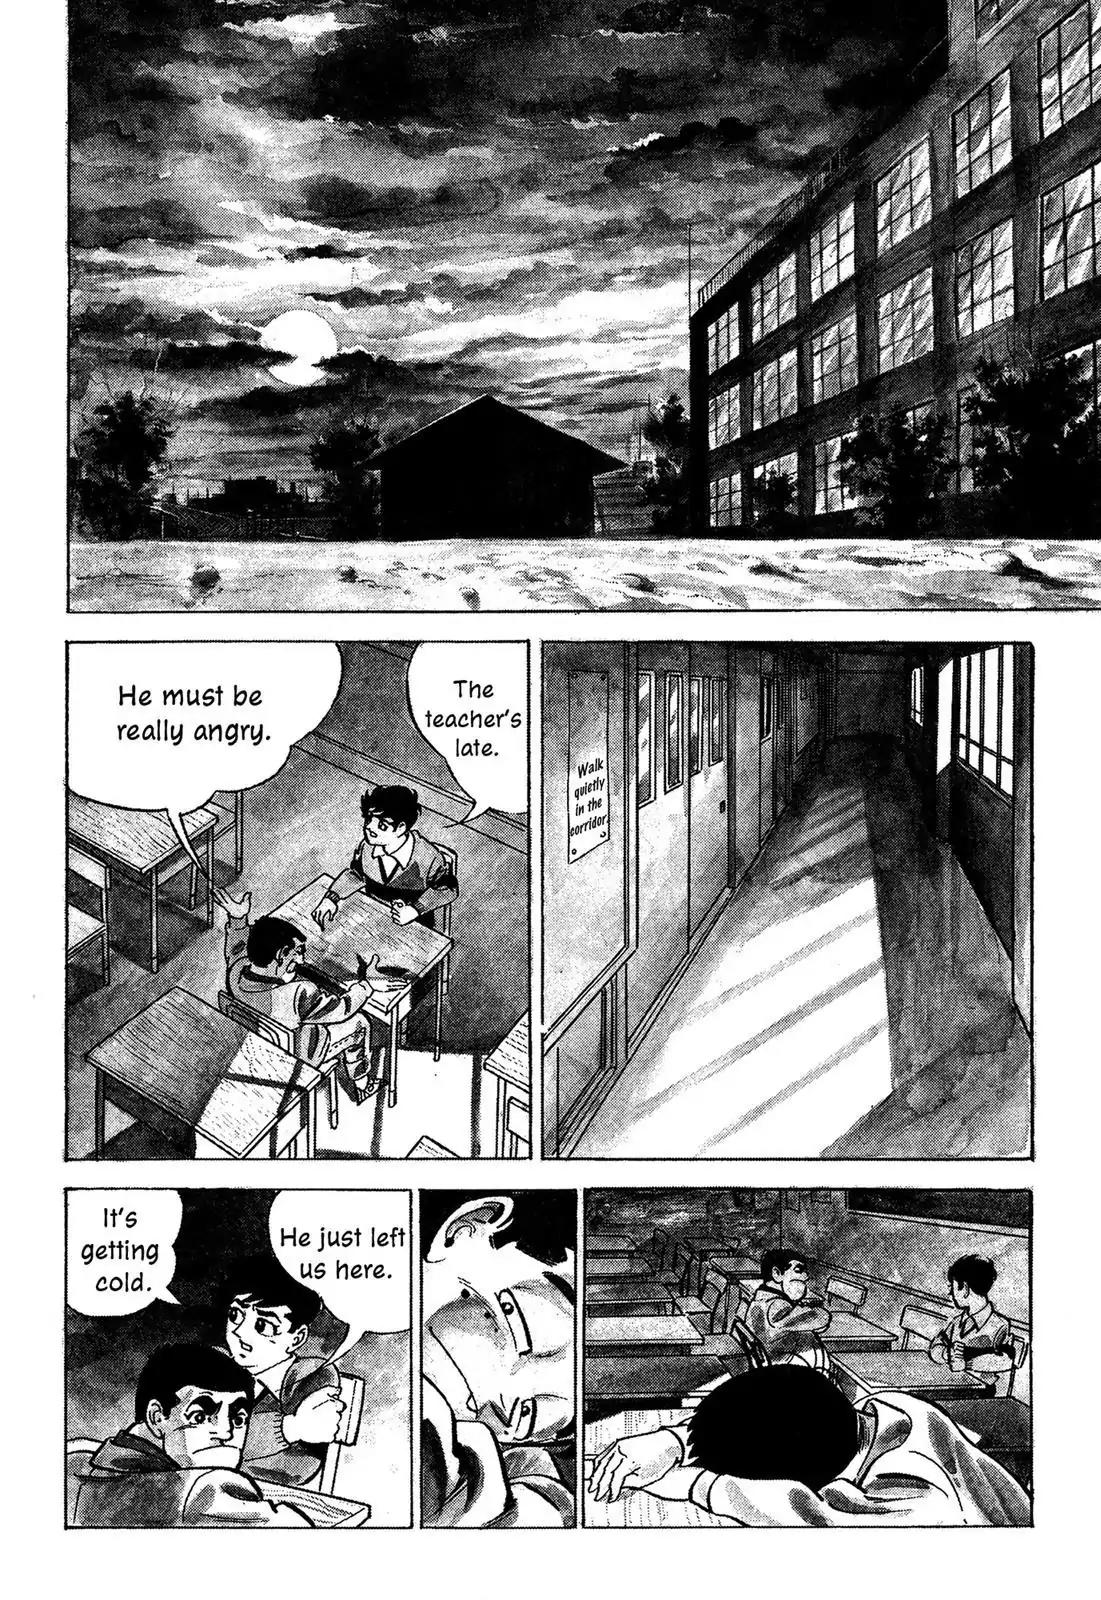 Walk
quietly
in the
corridor.
The
teacher's
late.
He must be
really angry.
He just left
us here.
It's
getting
cold.